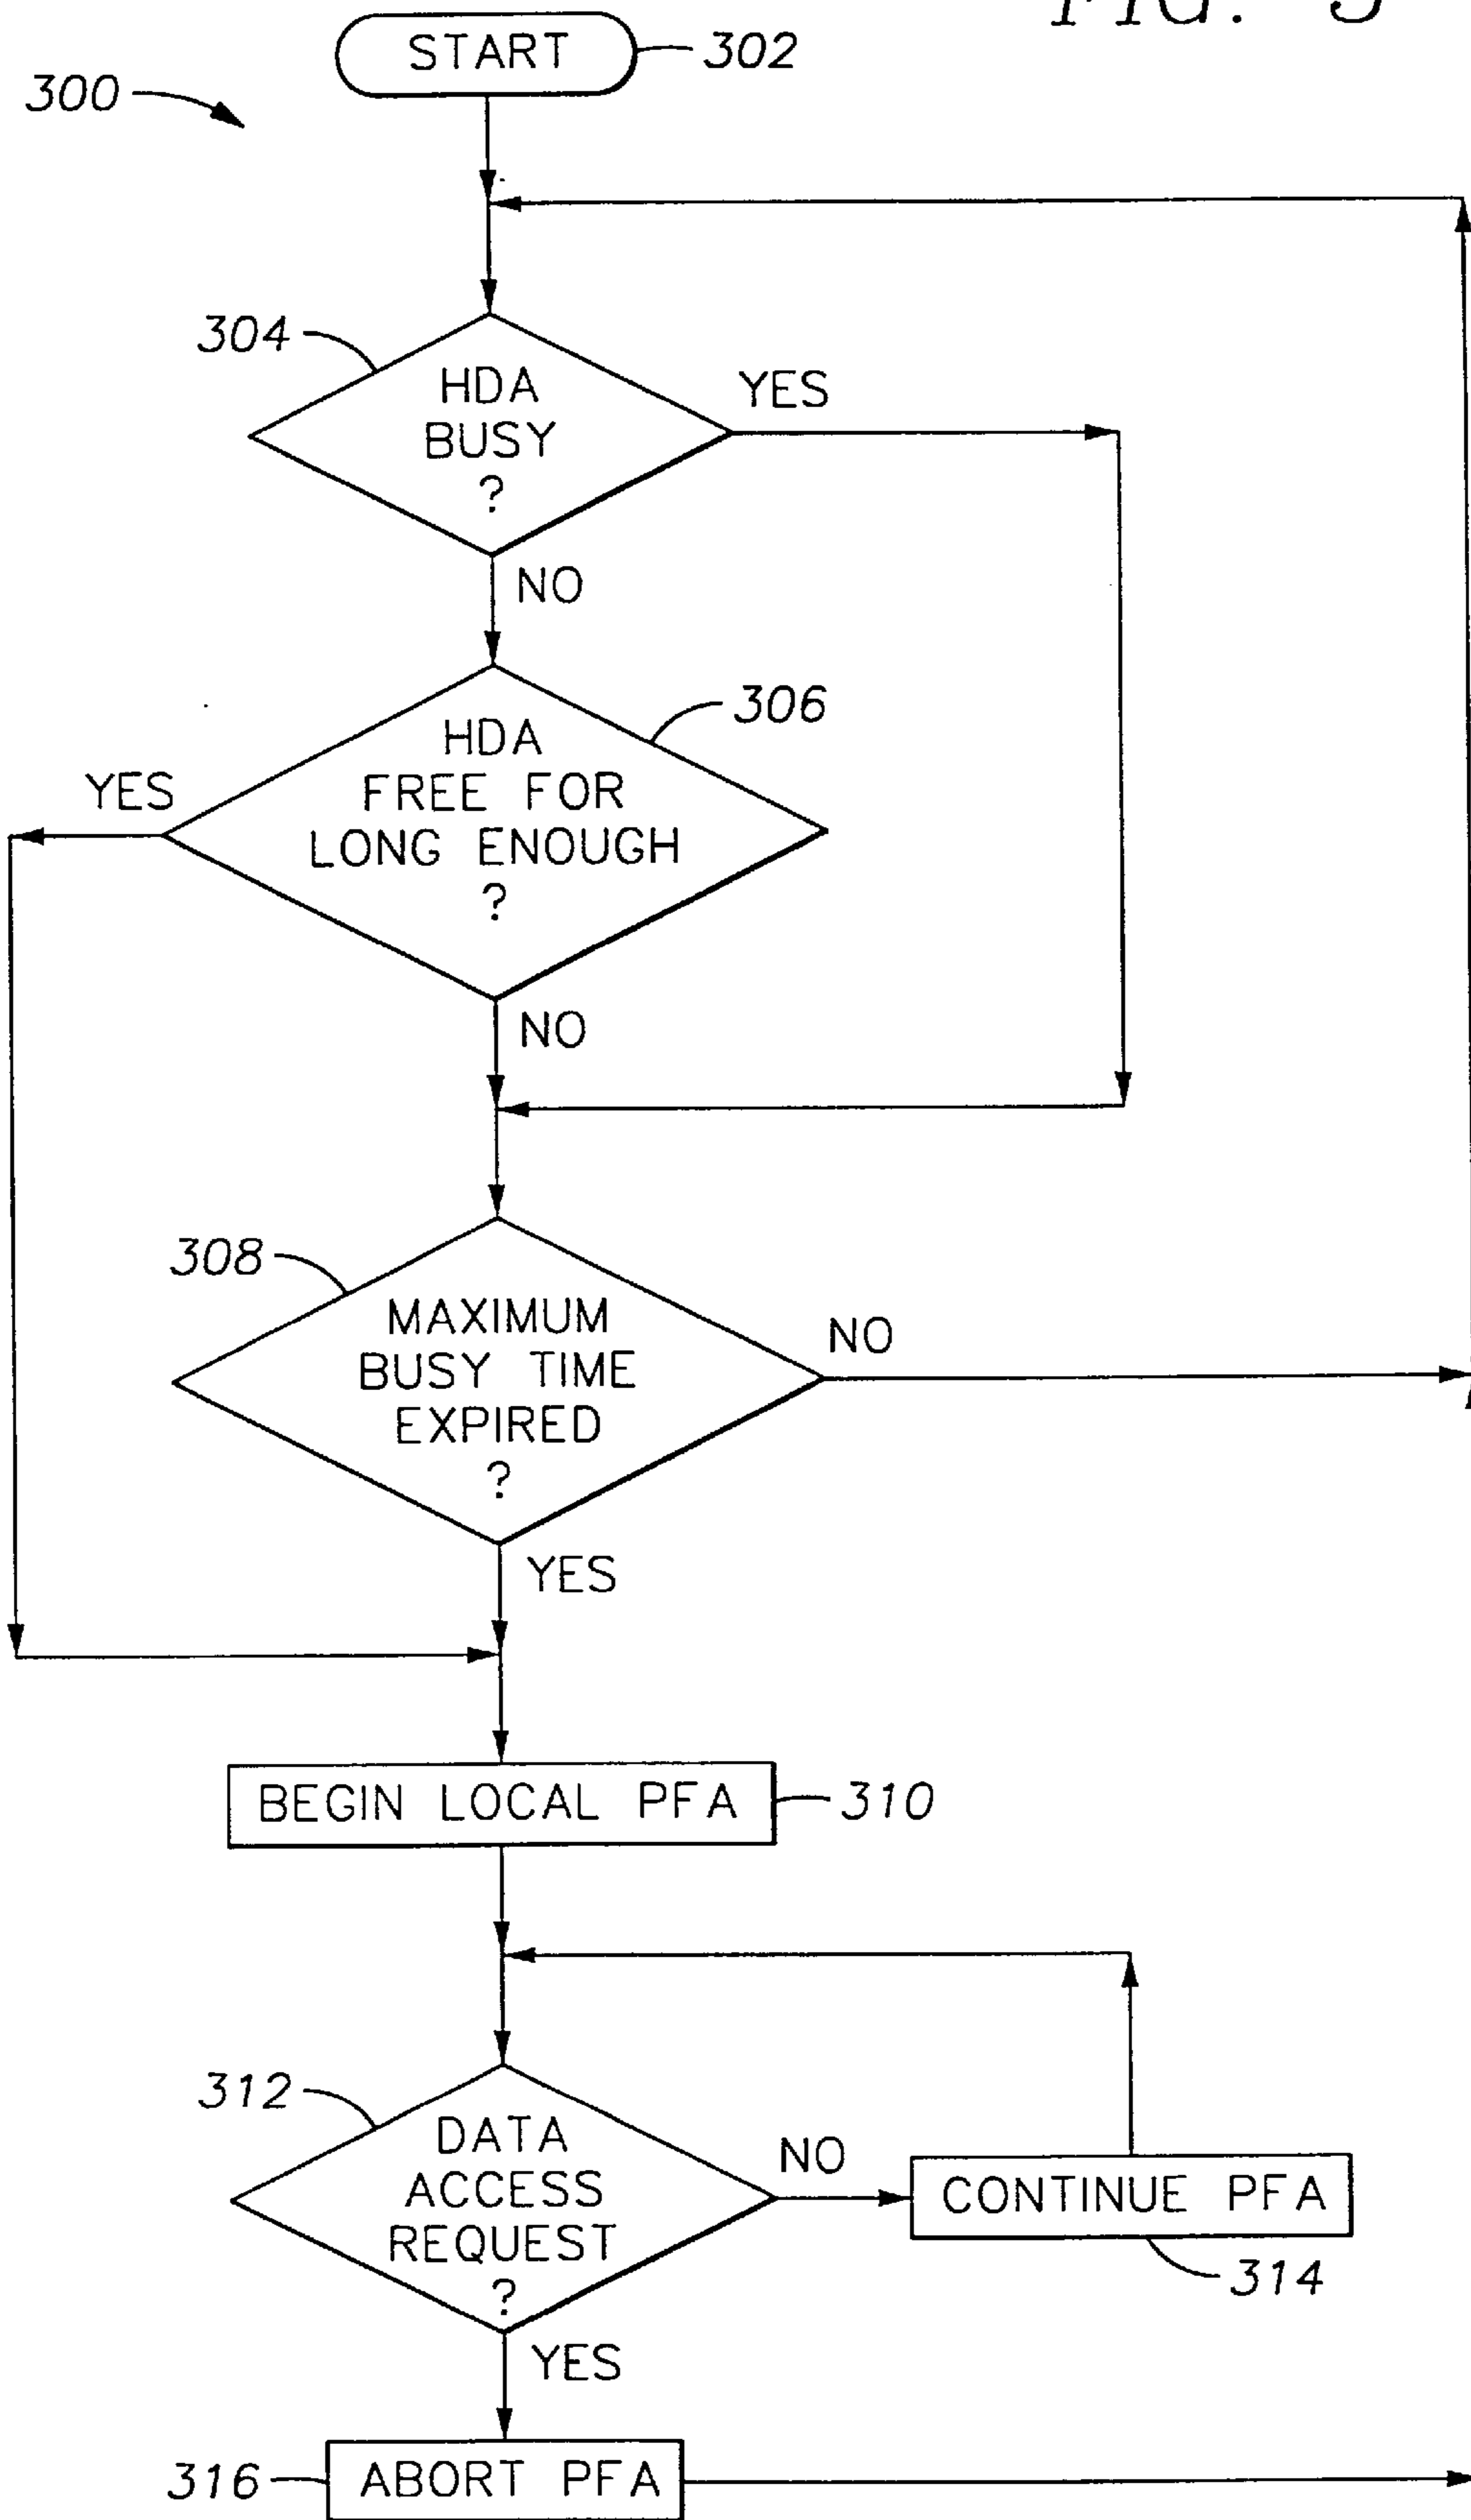 FIG. 3
START
302
300
304
HDA
BUSY
?
YES
NO
306
HDA
FREE FOR
LONG ENOUGH
?
YES
NO
308
MAXIMUM
BUSY TIME
EXPIRED
?
NO
YES
BEGIN LOCAL PFA
310
312
DATA
ACCESS
REQUEST
?
NO
CONTINUE PFA
314
YES
316
ABORT PFA